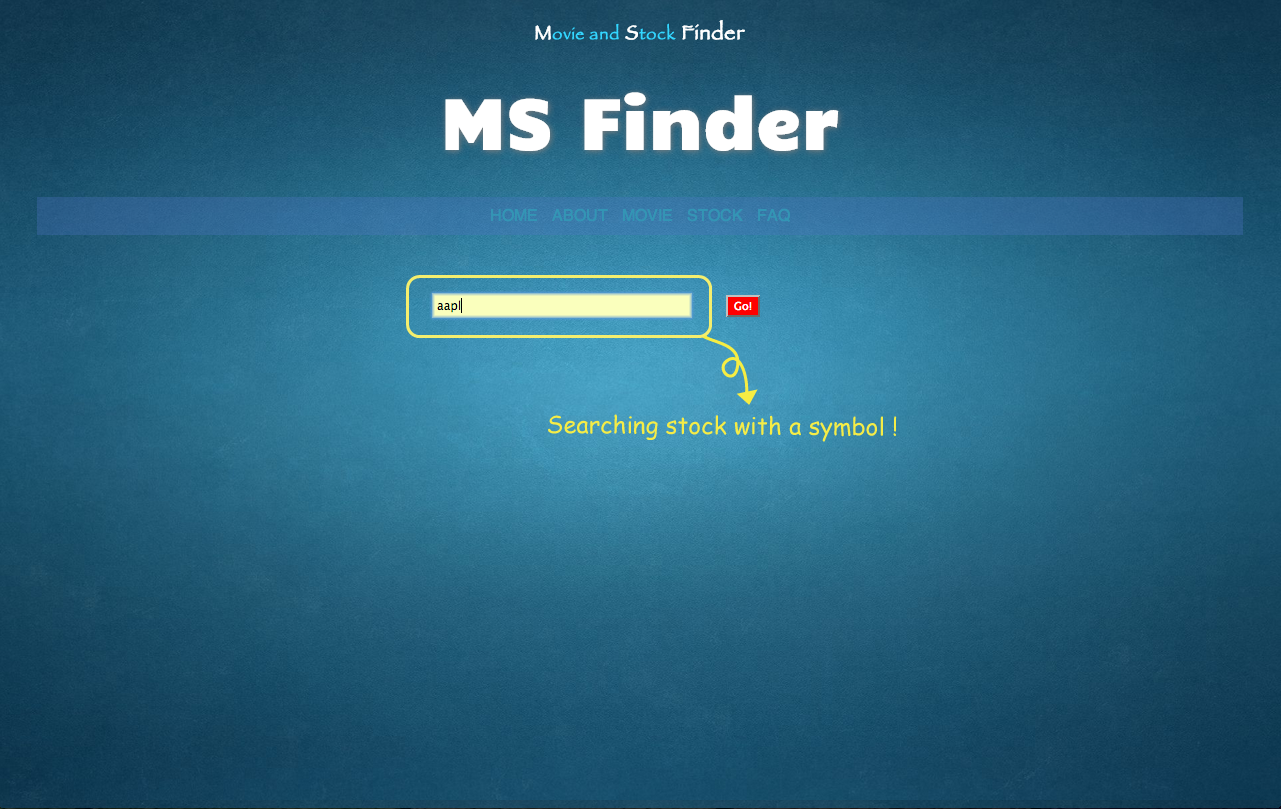 Movie and Stock Finder
MS Finder
HOME ABOUT MOVIE STOCK FAQ
aapl Go!
Searching stock with a symbol !